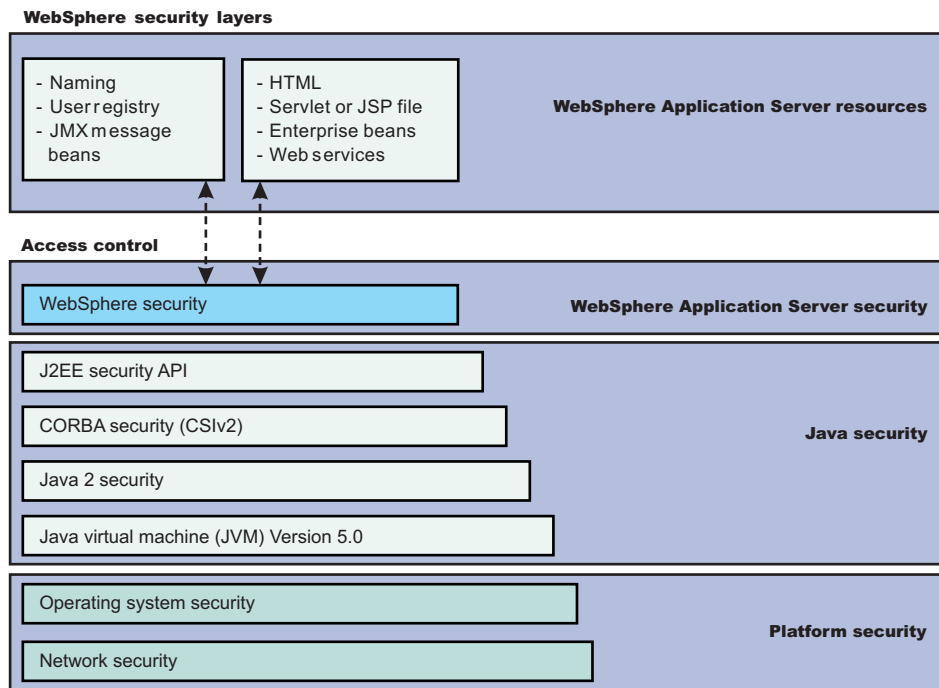 WebSphere security layers
- Naming
- User registry
- JMX message
beans
- HTML
- Servlet or JSP file
- Enterprise beans
- Web services
WebSphere Application Server resources
Access control
WebSphere security
WebSphere Application Server security
J2EE security API
CORBA security (CSIv2)
Java 2 security
Java virtual machine (JVM) Version 5.0
Java security
Operating system security
Network security
Platform security